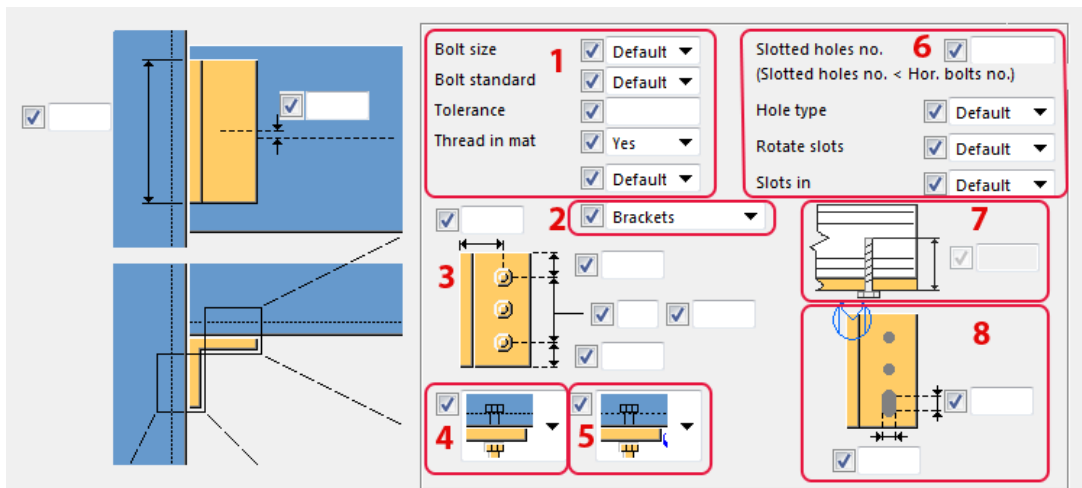 Bolt size 1 Default
Bolt standard Default
Tolerance
Thread in mat Yes
Default
2 Brackets
3
4
5
Slotted holes no. 6
(Slotted holes no. < Hor. bolts no.)
Hole type Default
Rotate slots Default
Slots in Default
7
8